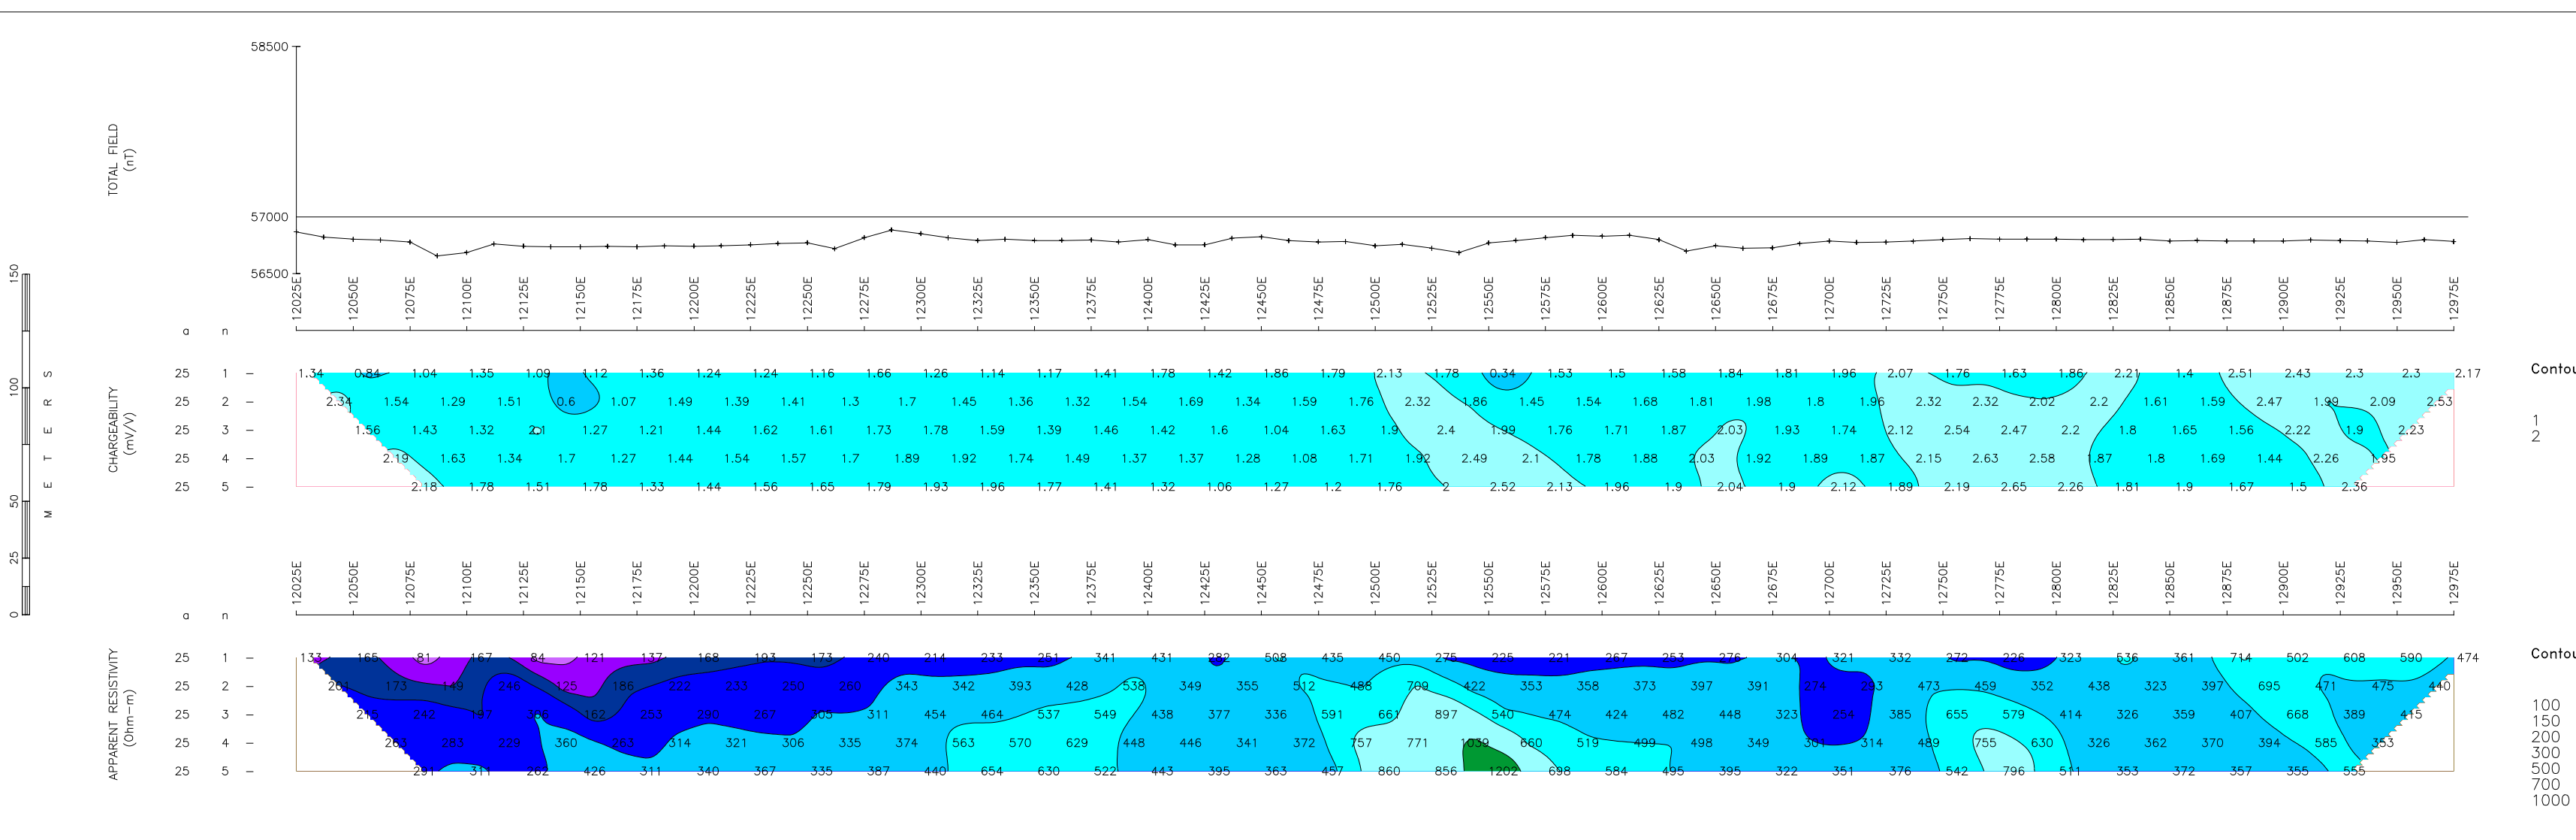 58500
TOTAL FIELD
(nT)
57000
56500
12025E 12050E 12075E 12100E 12125E 12150E 12175E 12200E 12225E 12250E 12275E 12300E 12325E 12350E 12375E 12400E 12425E 12450E 12475E 12500E 12525E 12550E 12575E 12600E 12625E 12650E 12675E 12700E 12725E 12750E 12775E 12800E 12825E 12850E 12875E 12900E 12925E 12950E 12975E
150
100
50
25
0
METERS
a n
CHARGEABILITY
(mV/V)
25 1 – 1.34 0.84 1.04 1.35 1.09 1.12 1.36 1.24 1.24 1.16 1.66 1.26 1.14 1.17 1.41 1.78 1.42 1.86 1.79 2.13 1.78 0.34 1.53 1.5 1.58 1.84 1.81 1.96 2.07 1.76 1.63 1.86 2.21 1.4 2.51 2.43 2.3 2.3 2.17
25 2 – 2.34 1.54 1.29 1.51 0.6 1.07 1.49 1.39 1.41 1.3 1.7 1.45 1.36 1.32 1.54 1.69 1.34 1.59 1.76 2.32 1.86 1.45 1.54 1.68 1.81 1.98 1.8 1.96 2.32 2.32 2.02 2.2 1.61 1.59 2.47 1.99 2.09 2.53
25 3 – 1.56 1.43 1.32 2.1 1.27 1.21 1.44 1.62 1.61 1.73 1.78 1.59 1.39 1.46 1.42 1.6 1.04 1.63 1.9 2.4 1.99 1.76 1.71 1.87 2.03 1.93 1.74 2.12 2.54 2.47 2.2 1.8 1.65 1.56 2.22 1.9 2.23
25 4 – 2.19 1.63 1.34 1.7 1.27 1.44 1.54 1.57 1.7 1.89 1.92 1.74 1.49 1.37 1.37 1.28 1.08 1.71 1.92 2.49 2.1 1.78 1.88 2.03 1.92 1.89 1.87 2.15 2.63 2.58 1.87 1.8 1.69 1.44 2.26 1.95
25 5 – 2.18 1.78 1.51 1.78 1.33 1.44 1.56 1.65 1.79 1.93 1.96 1.77 1.41 1.32 1.06 1.27 1.2 1.76 2 2.52 2.13 1.96 1.9 2.04 1.9 2.12 1.89 2.19 2.65 2.26 1.81 1.9 1.67 1.5 2.36
Contou
1
2
12025E 12050E 12075E 12100E 12125E 12150E 12175E 12200E 12225E 12250E 12275E 12300E 12325E 12350E 12375E 12400E 12425E 12450E 12475E 12500E 12525E 12550E 12575E 12600E 12625E 12650E 12675E 12700E 12725E 12750E 12775E 12800E 12825E 12850E 12875E 12900E 12925E 12950E 12975E
a n
APPARENT RESISTIVITY
(Ohm-m)
25 1 – 133 165 81 167 84 121 137 168 193 173 240 214 233 261 341 431 282 508 435 450 275 225 221 267 253 276 304 321 332 272 226 323 536 361 714 502 608 590 474
25 2 – 201 173 149 246 125 186 222 233 250 260 343 342 393 428 538 349 355 512 488 709 422 353 358 373 397 391 274 293 473 459 352 438 323 397 695 471 475 440
25 3 – 242 197 162 253 290 267 305 311 454 464 537 549 438 377 336 591 661 897 540 474 424 482 448 323 254 385 655 579 414 326 359 407 668 389 415
25 4 – 263 283 229 360 263 314 321 306 335 374 563 570 629 448 446 341 372 757 771 1039 660 519 499 498 349 301 314 489 755 630 326 362 370 394 585 353
25 5 – 291 311 262 426 311 340 367 335 387 440 654 630 522 443 395 363 457 860 856 1202 698 584 495 395 322 351 376 542 796 511 353 372 357 355 555
Contou
100
150
200
300
500
700
1000